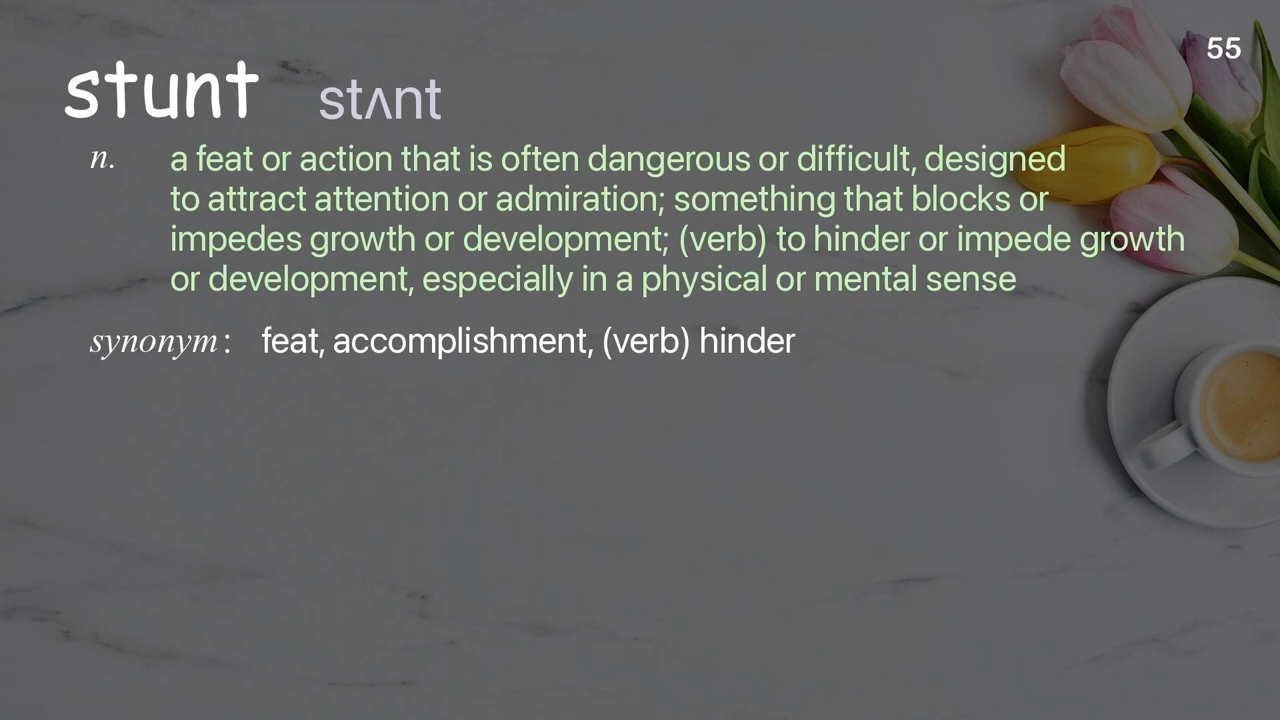 55
stunt stʌnt
n. a feat or action that is often dangerous or difficult, designed
to attract attention or admiration; something that blocks or
impedes growth or development; (verb) to hinder or impede growth
or development, especially in a physical or mental sense
synonym: feat, accomplishment, (verb) hinder